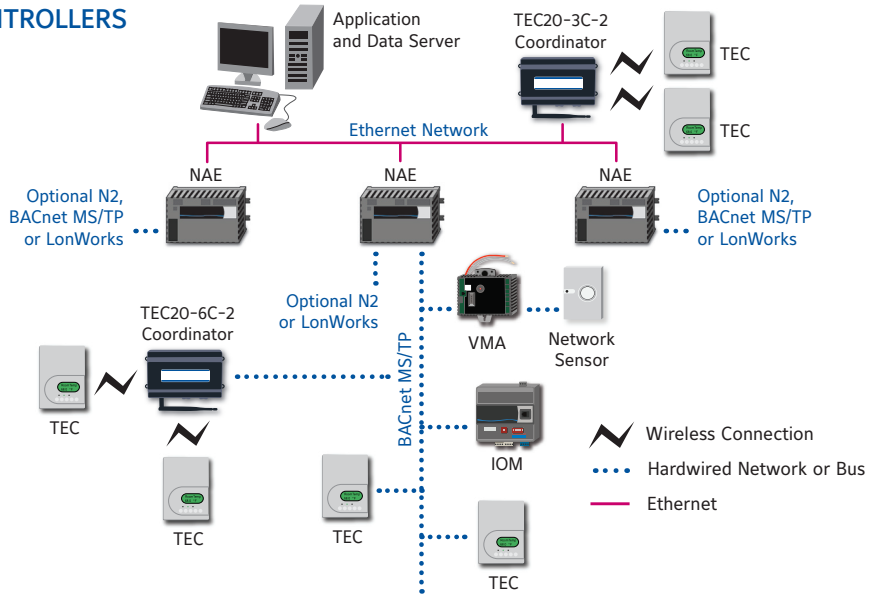 NTROLLERS
Application
and Data Server
TEC20-3C-2
Coordinator
TEC
TEC
Ethernet Network
NAE
NAE
NAE
Optional N2,
BACnet MS/TP
or LonWorks
Optional N2,
BACnet MS/TP
or LonWorks
Optional N2
or LonWorks
TEC20-6C-2
Coordinator
VMA
Network
Sensor
BACnet MS/TP
TEC
IOM
TEC
TEC
TEC
Wireless Connection
Hardwired Network or Bus
Ethernet